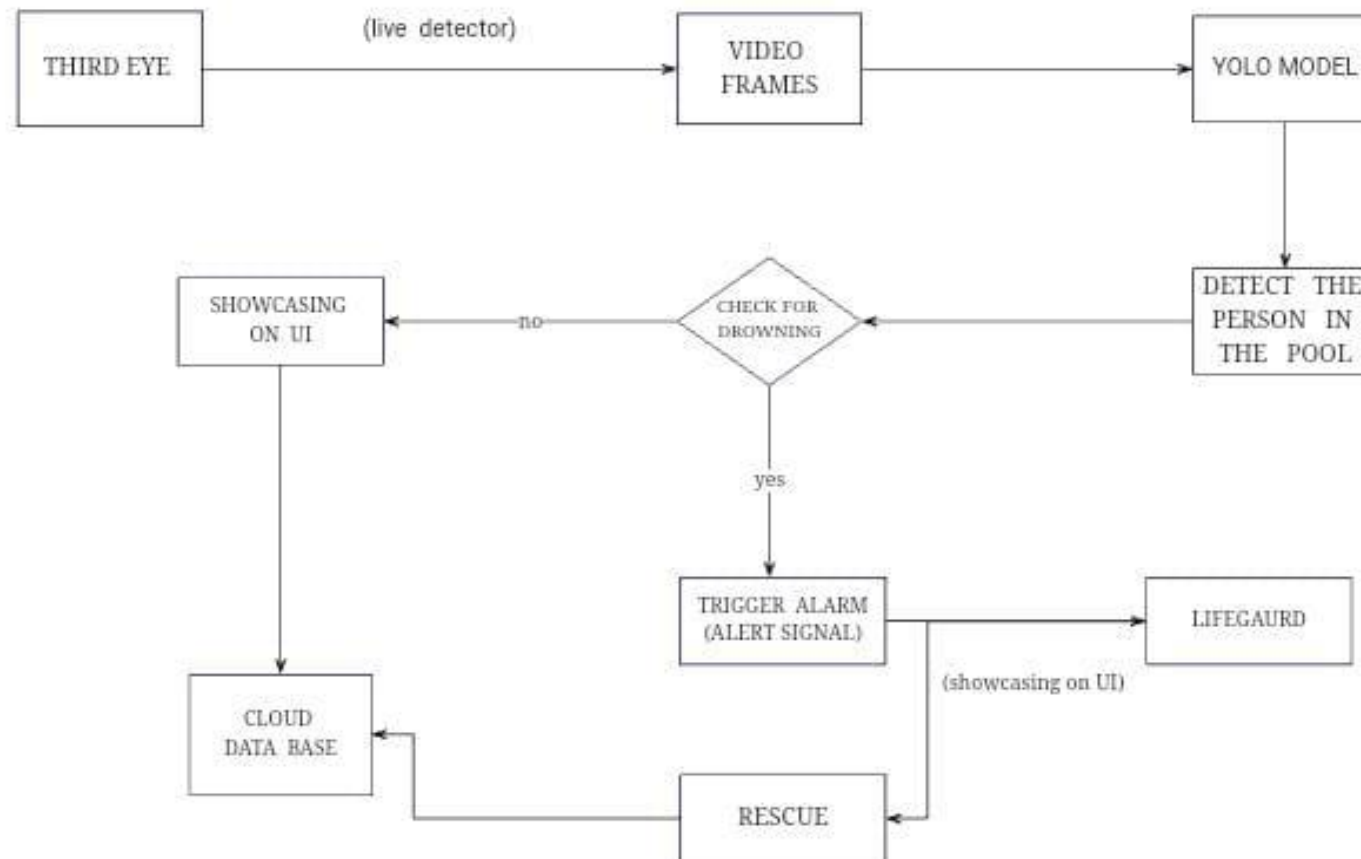 (live detector)
THIRD EYE
VIDEO
FRAMES
YOLO MODEL
DETECT THE
PERSON IN
THE POOL
CHECK FOR
DROWNING
no
SHOWCASING
ON UI
yes
TRIGGER ALARM
(ALERT SIGNAL)
LIFEGAURD
(showcasing on UI)
CLOUD
DATA BASE
RESCUE